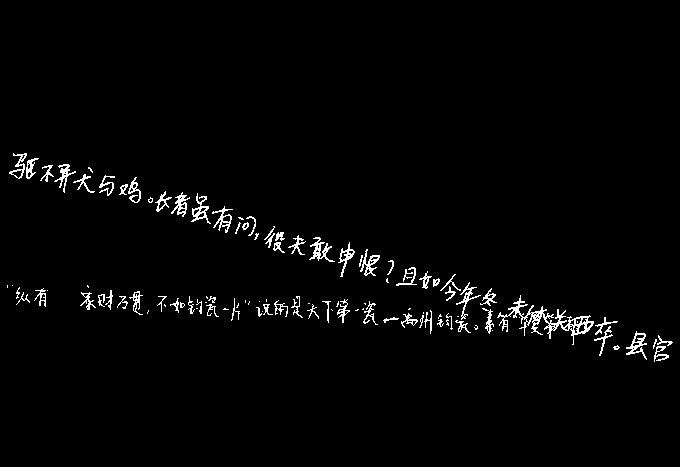 驱不异犬与鸡。长者虽有问,役夫敢申恨?且如今年冬,未休关西卒。县官
"纵有 家财万贯,不如钧瓷一片"说的是天下第一瓷—禹州钧瓷。素有